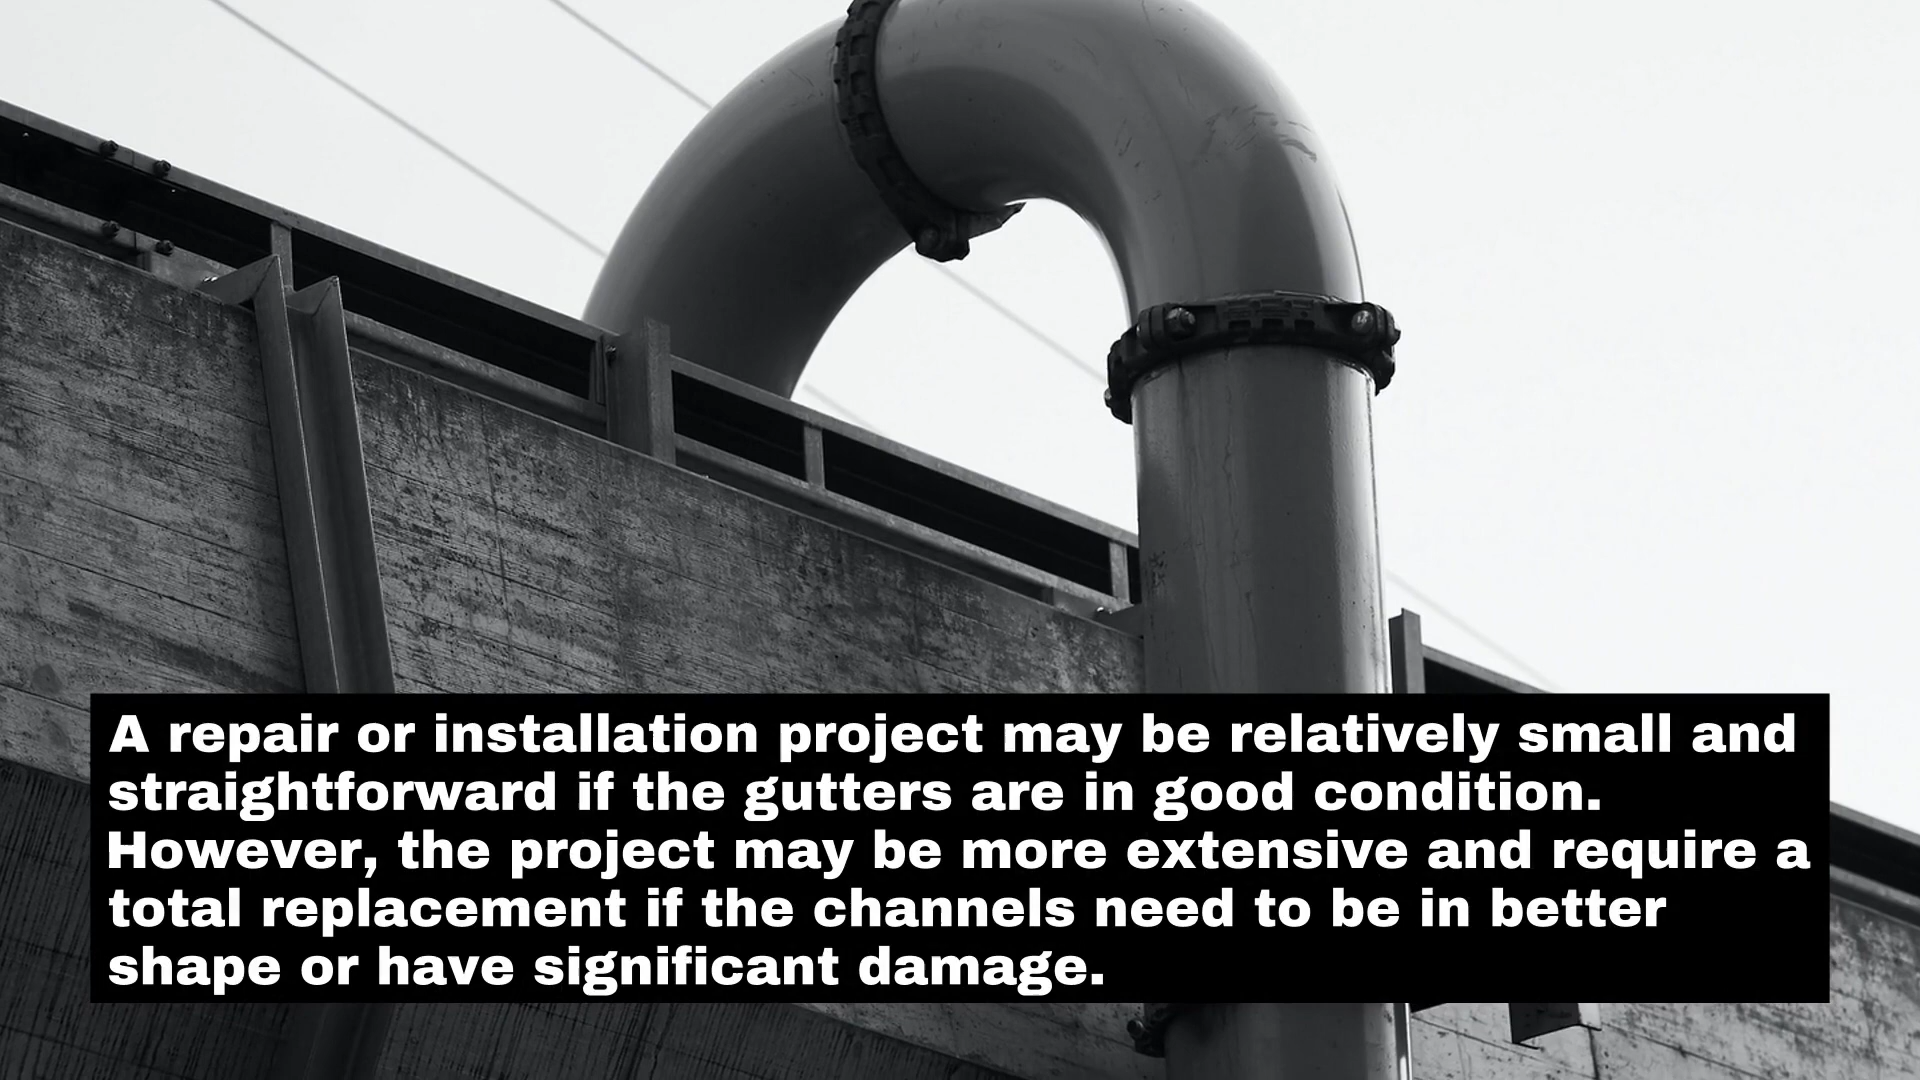 A repair or installation project may be relatively small and
straightforward if the gutters are in good condition.
However, the project may be more extensive and require a
total replacement if the channels need to be in better
shape or have significant damage.